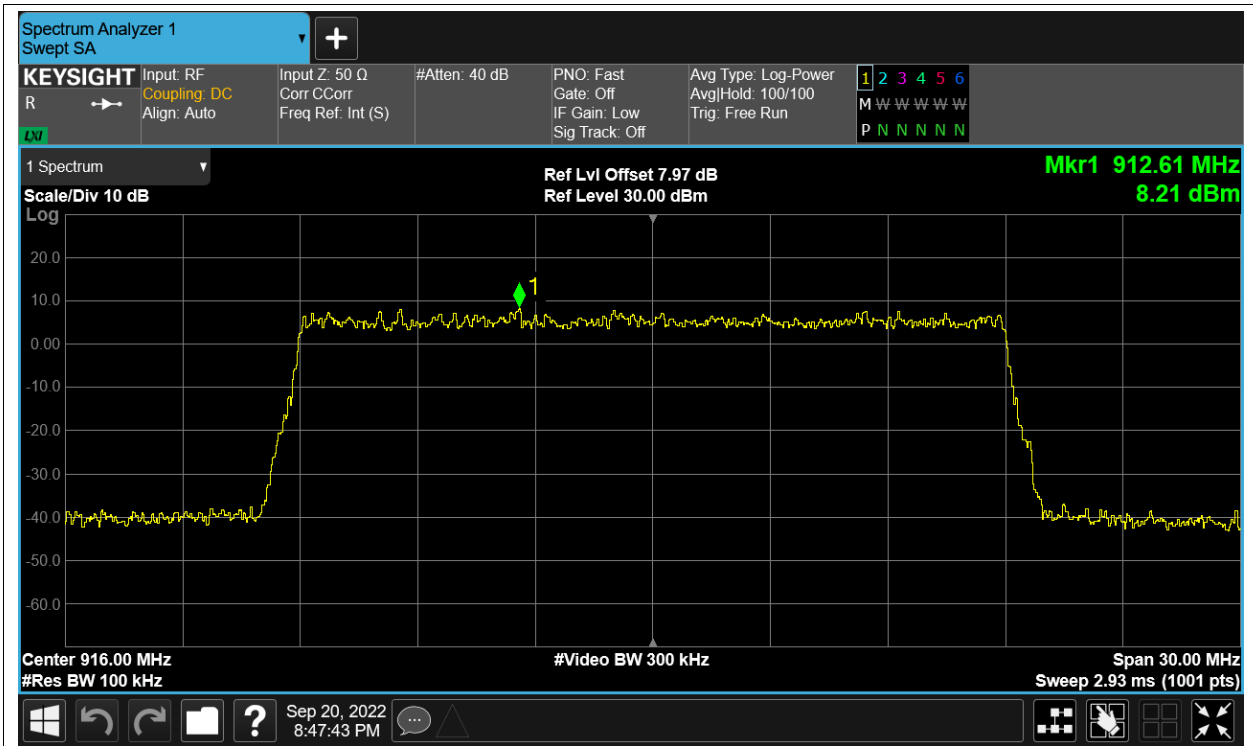 Spectrum Analyzer 1
Swept SA
+
KEYSIGHT
R
LXI
Input: RF
Coupling: DC
Align: Auto
Input Z: 50 Ω
Corr CCorr
Freq Ref: Int (S)
#Atten: 40 dB
PNO: Fast
Gate: Off
IF Gain: Low
Sig Track: Off
Avg Type: Log-Power
Avg|Hold: 100/100
Trig: Free Run
1 2 3 4 5 6
M W W W W W
P N N N N N
1 Spectrum
Scale/Div 10 dB
Ref Lvl Offset 7.97 dB
Ref Level 30.00 dBm
Mkr1 912.61 MHz
8.21 dBm
Log
20.0
10.0
0.00
-10.0
-20.0
-30.0
-40.0
-50.0
-60.0
1
Center 916.00 MHz
#Res BW 100 kHz
#Video BW 300 kHz
Span 30.00 MHz
Sweep 2.93 ms (1001 pts)
?
Sep 20, 2022
8:47:43 PM